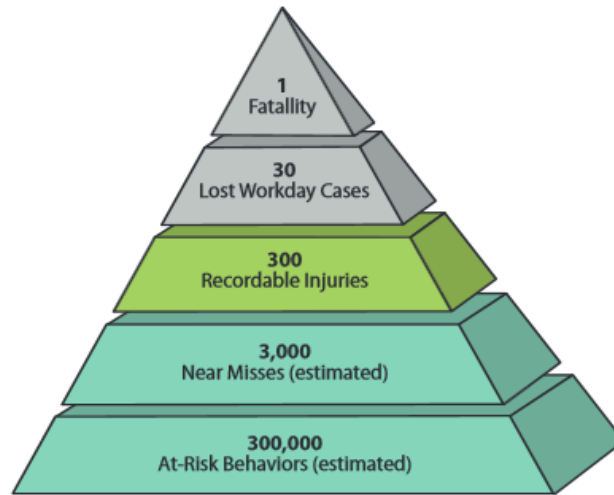 1
Fatallity
30
Lost Workday Cases
300
Recordable Injuries
3,000
Near Misses (estimated)
300,000
At-Risk Behaviors (estimated)